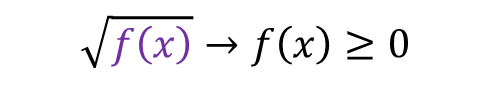 √f(x) → f(x) ≥ 0